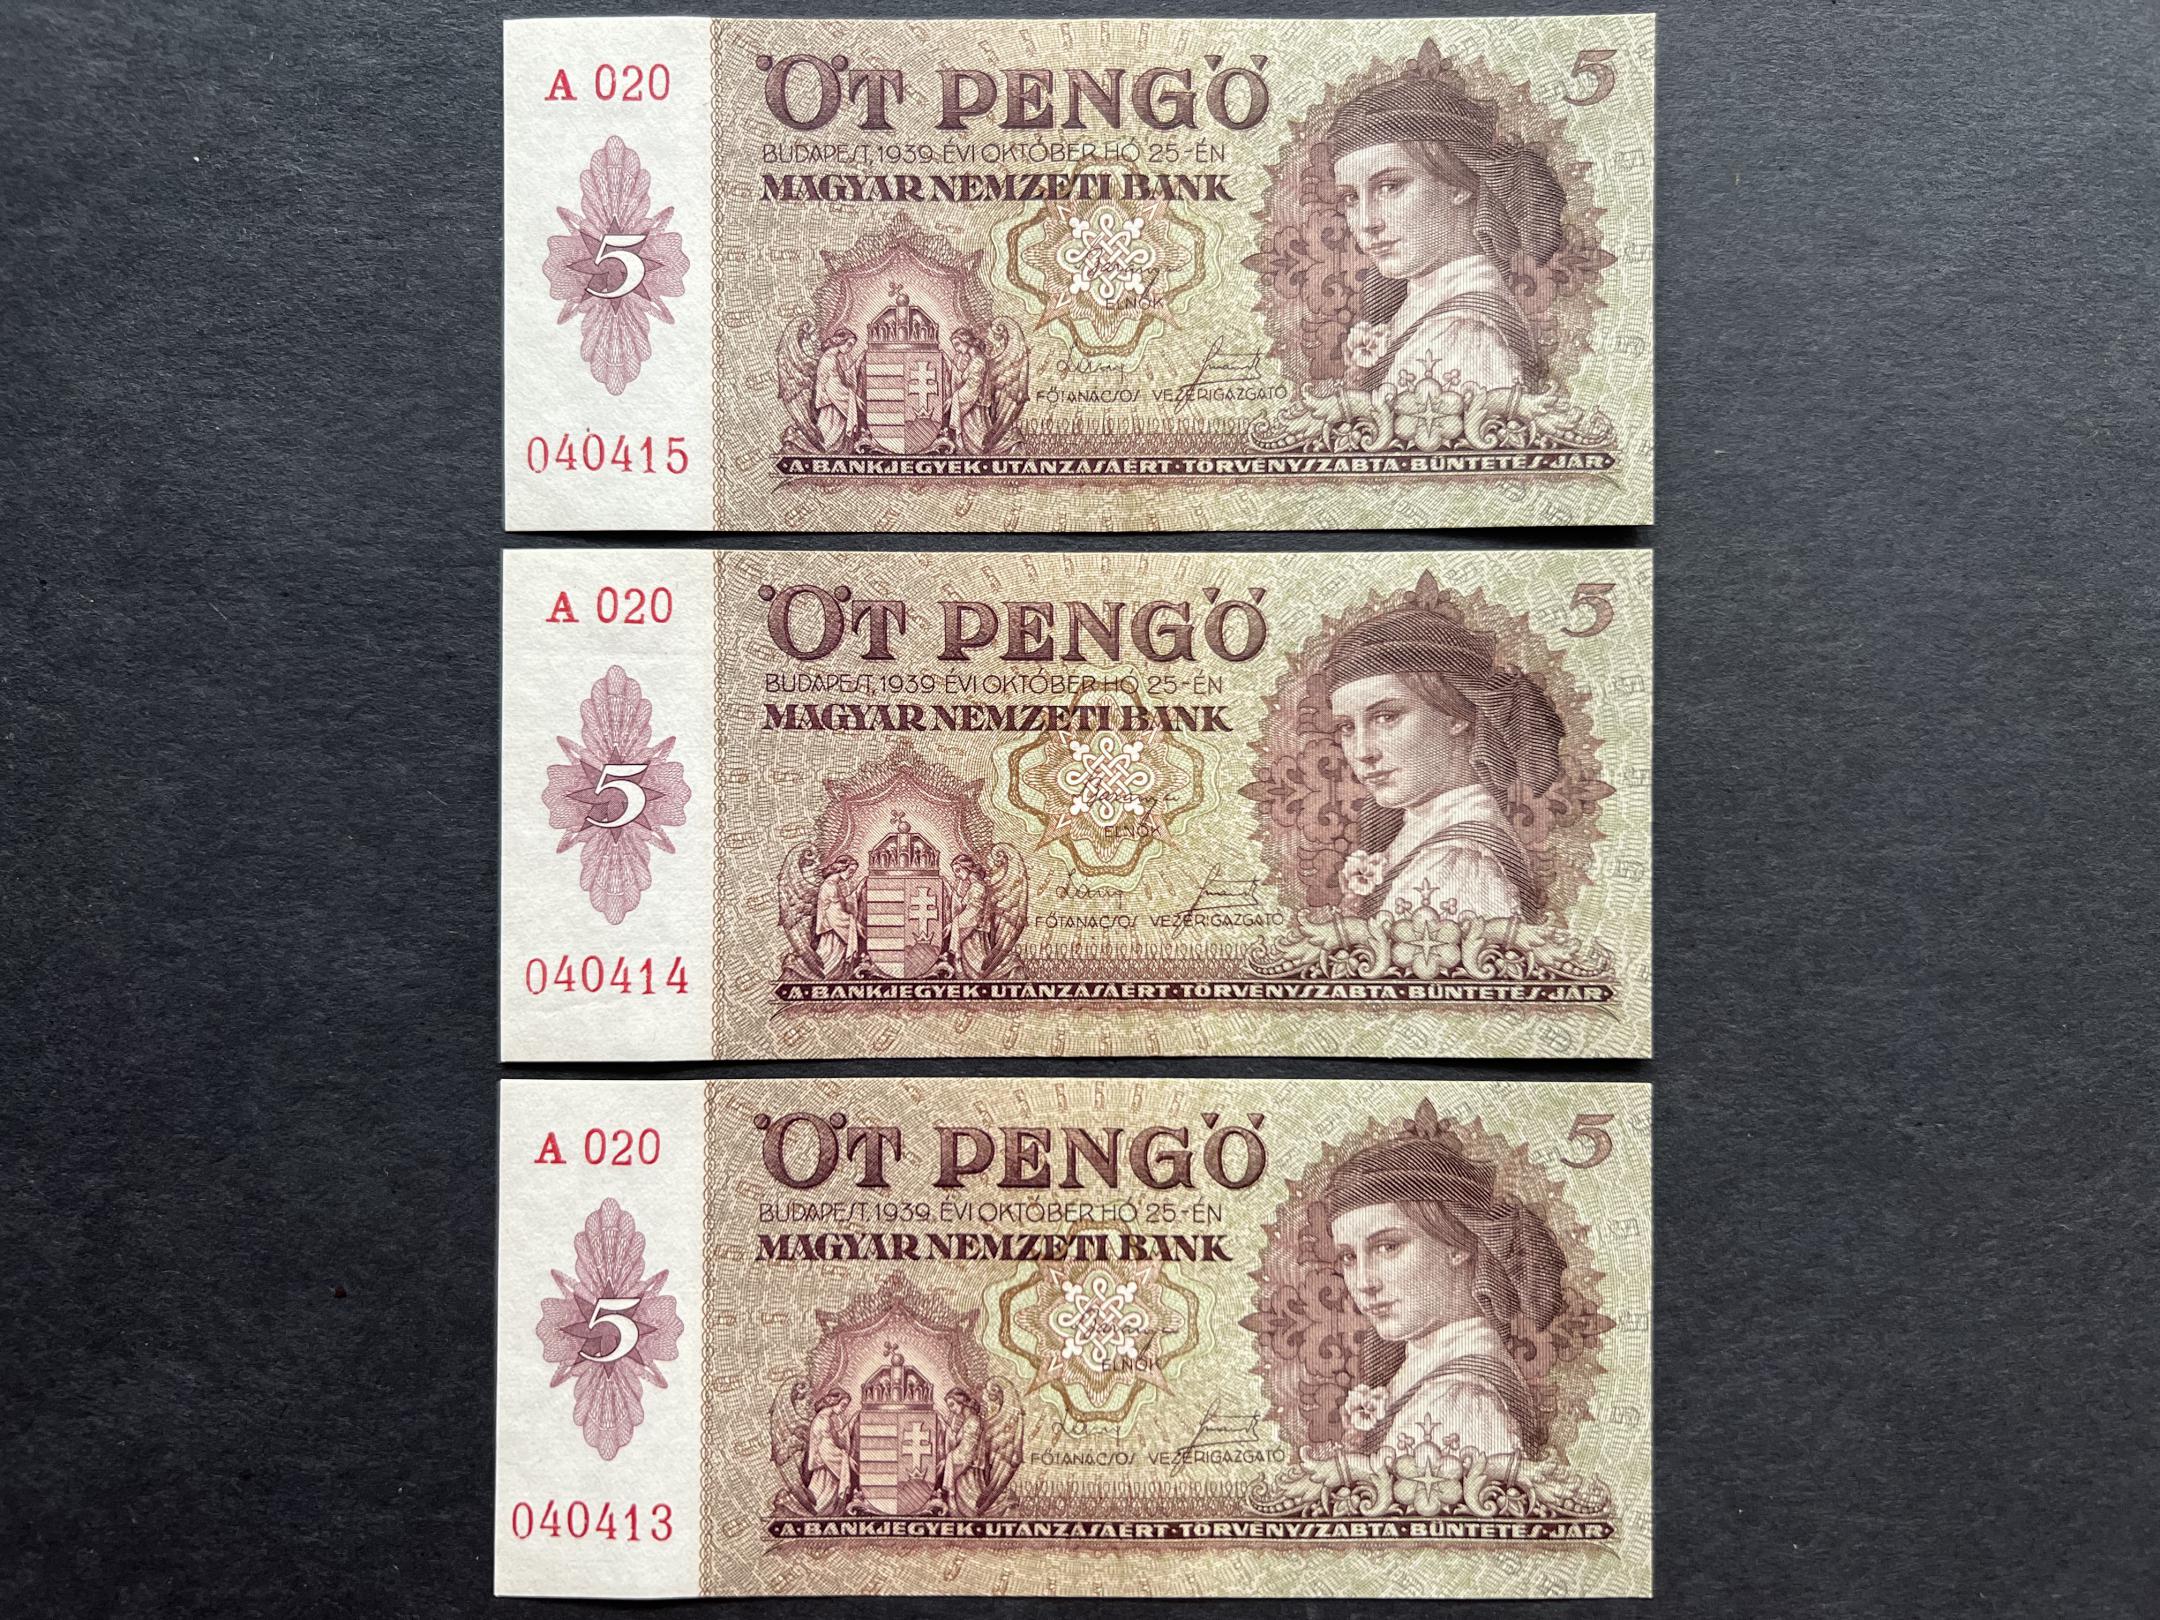 A 020
5
040415
ÖT PENGŐ
BUDAPEST, 1939. ÉVI OKTÓBER HÓ 25-ÉN
MAGYAR NEMZETI BANK
ELNÖK
FŐTANÁCSOS VEZÉRIGAZGATÓ
·A·BANKJEGYEK·UTÁNZÁSÁÉRT·TÖRVÉNYSZABTA·BÜNTETÉS·JÁR·
5
A 020
5
040414
ÖT PENGŐ
BUDAPEST, 1939. ÉVI OKTÓBER HÓ 25-ÉN
MAGYAR NEMZETI BANK
ELNÖK
FŐTANÁCSOS VEZÉRIGAZGATÓ
·A·BANKJEGYEK·UTÁNZÁSÁÉRT·TÖRVÉNYSZABTA·BÜNTETÉS·JÁR·
5
A 020
5
040413
ÖT PENGŐ
BUDAPEST, 1939. ÉVI OKTÓBER HÓ 25-ÉN
MAGYAR NEMZETI BANK
ELNÖK
FŐTANÁCSOS VEZÉRIGAZGATÓ
·A·BANKJEGYEK·UTÁNZÁSÁÉRT·TÖRVÉNYSZABTA·BÜNTETÉS·JÁR·
5